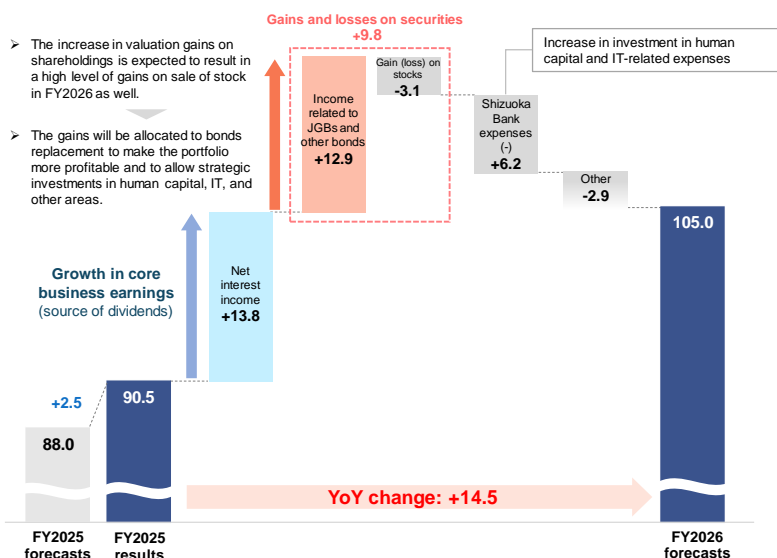 ➢ The increase in valuation gains on
shareholdings is expected to result in
a high level of gains on sale of stock
in FY2026 as well.
➢ The gains will be allocated to bonds
replacement to make the portfolio
more profitable and to allow strategic
investments in human capital, IT, and
other areas.
Gains and losses on securities
+9.8
Income
related to
JGBs and
other bonds
+12.9
Gain (loss) on
stocks
-3.1
Increase in investment in human
capital and IT-related expenses
Shizuoka
Bank
expenses
(-)
+6.2
Other
-2.9
Growth in core
business earnings
(source of dividends)
Net
interest
income
+13.8
+2.5
88.0
90.5
105.0
YoY change: +14.5
FY2025
forecasts
FY2025
results
FY2026
forecasts